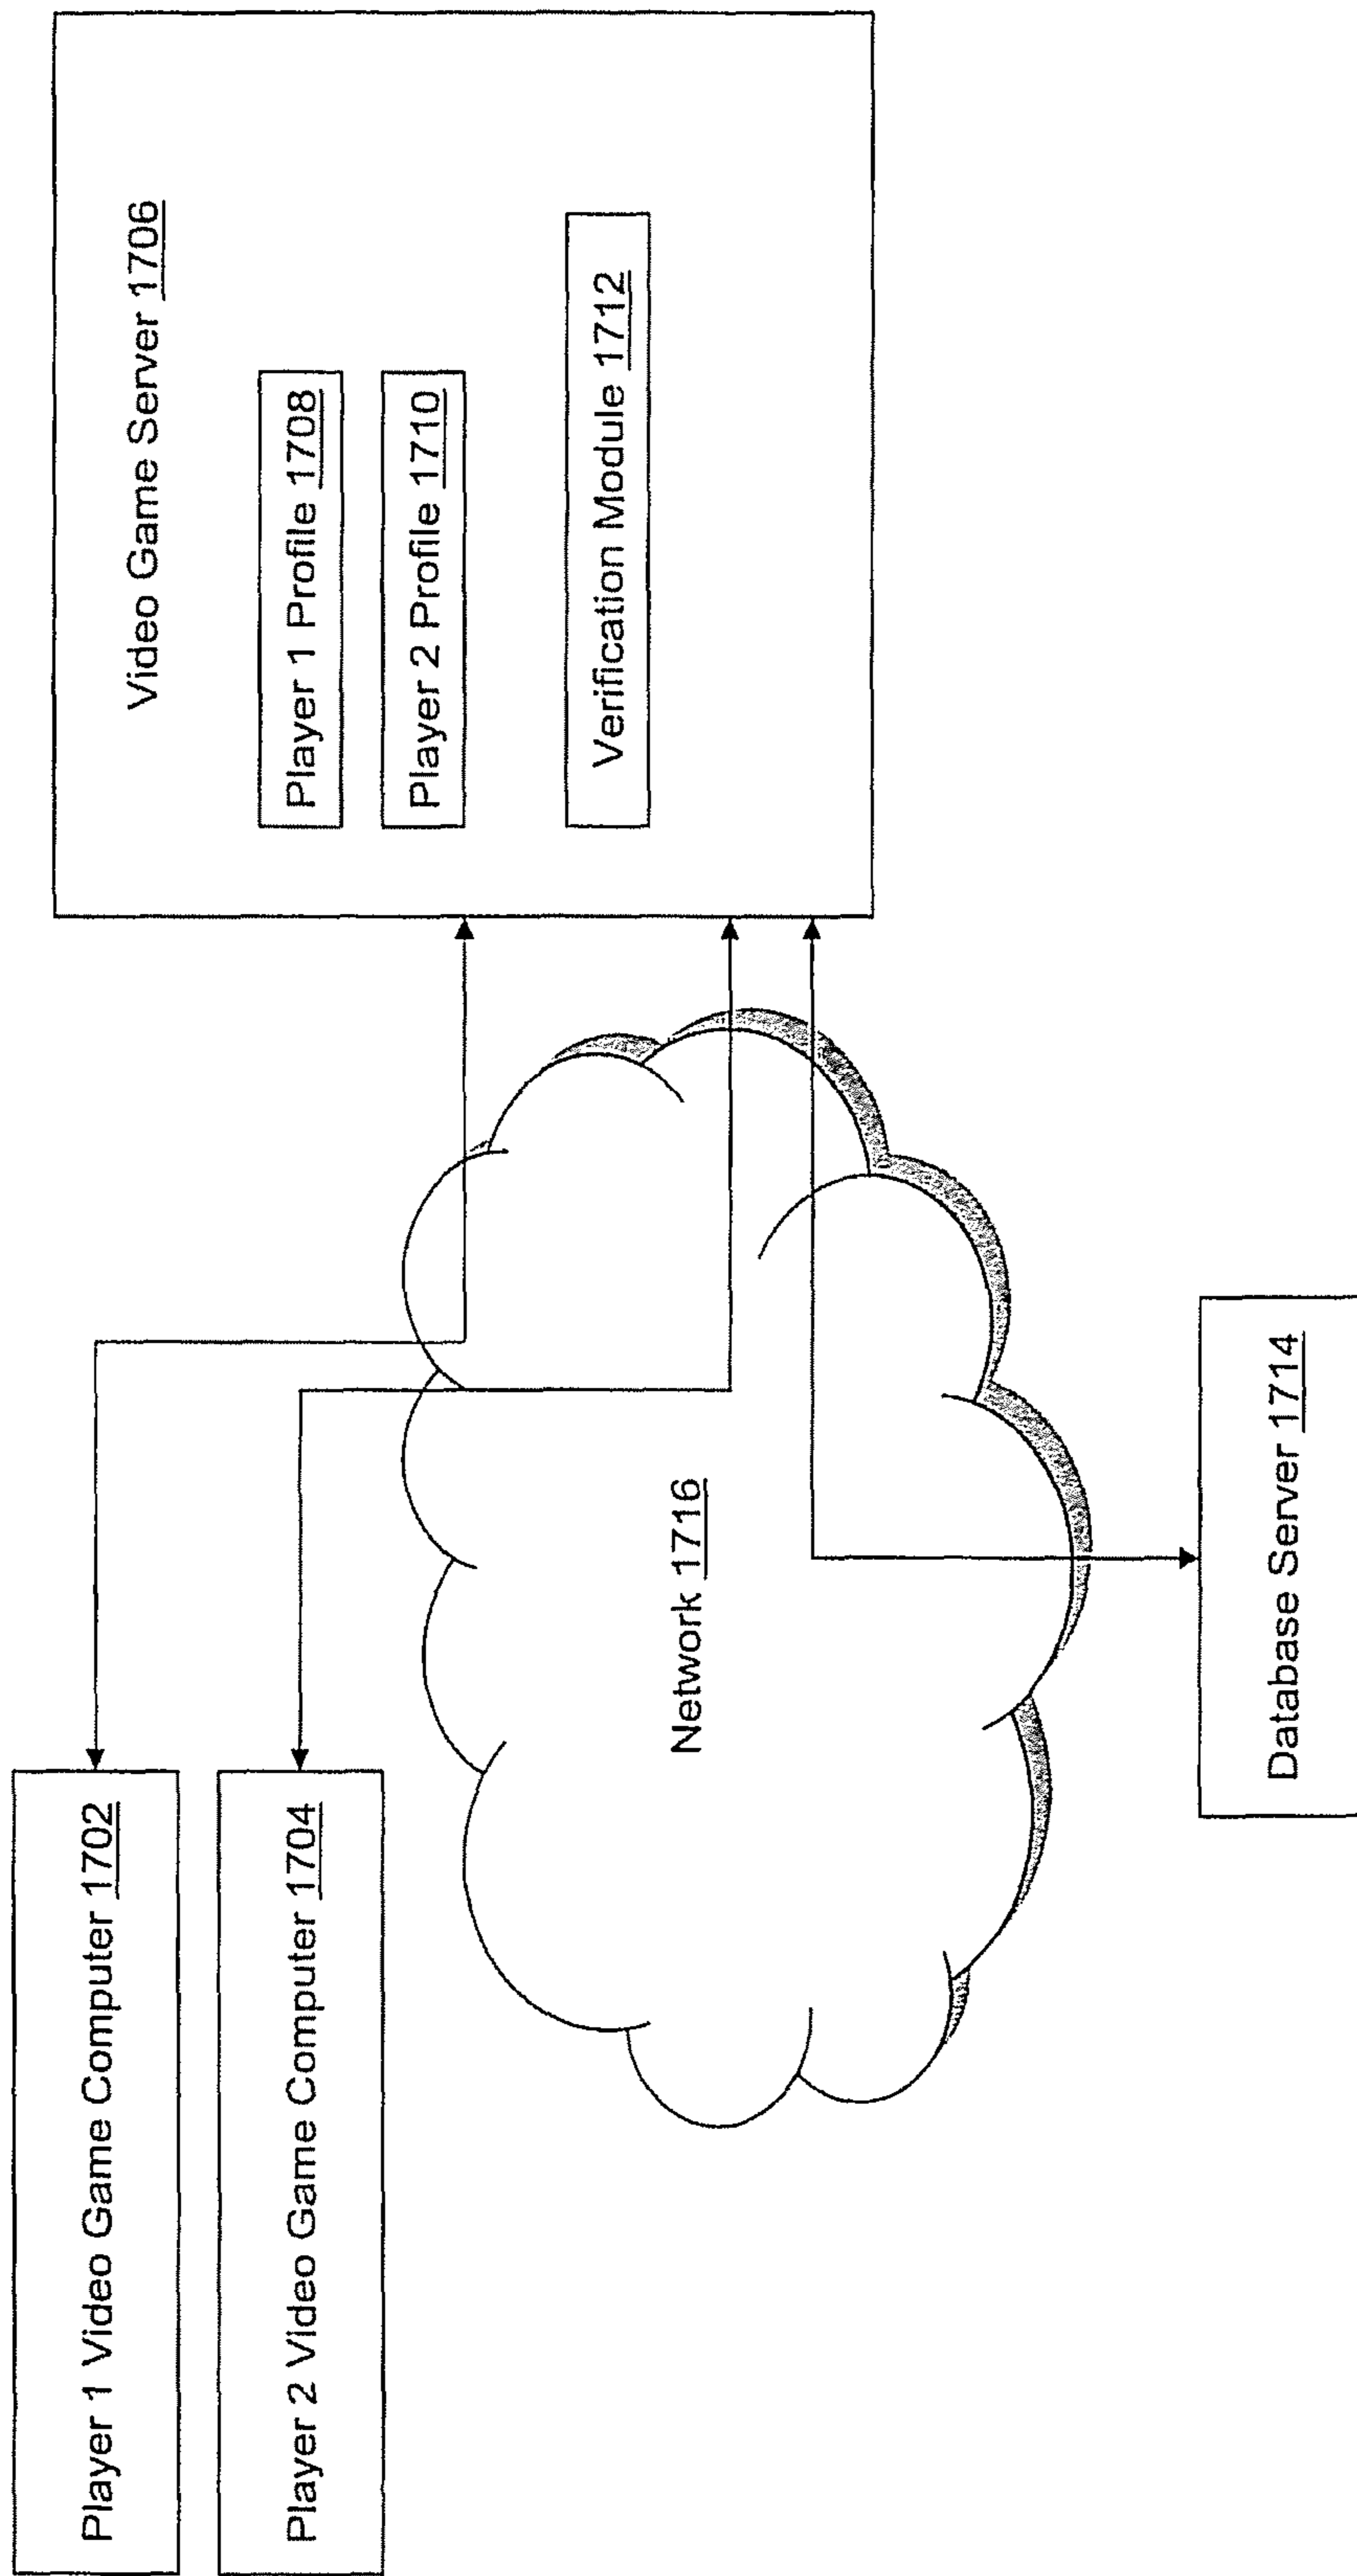 Player 1 Video Game Computer 1702
Player 2 Video Game Computer 1704
Video Game Server 1706
Player 1 Profile 1708
Player 2 Profile 1710
Verification Module 1712
Network 1716
Database Server 1714